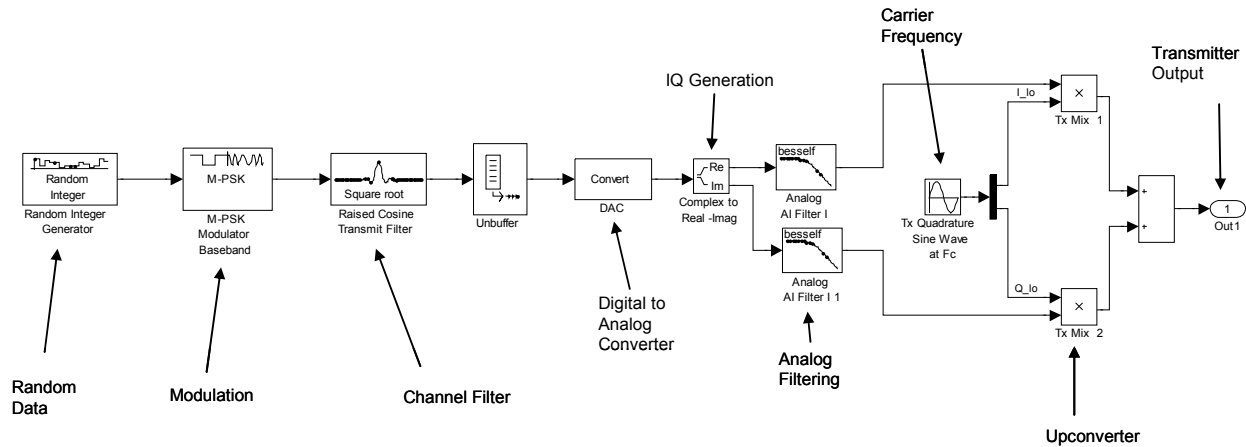 Carrier
Frequency
Transmitter
Output
IQ Generation
Random
Integer
Random Integer
Generator
M-PSK
M-PSK
Modulator
Baseband
Square root
Raised Cosine
Transmit Filter
Unbuffer
Convert
DAC
Re
Im
Complex to
Real -Imag
besself
Analog
AI Filter I
besself
Analog
AI Filter I 1
Tx Quadrature
Sine Wave
at Fc
I_lo
Q_lo
×
Tx Mix 1
×
Tx Mix 2
+
+
1
Out1
Random
Data
Modulation
Channel Filter
Digital to
Analog
Converter
Analog
Filtering
Upconverter